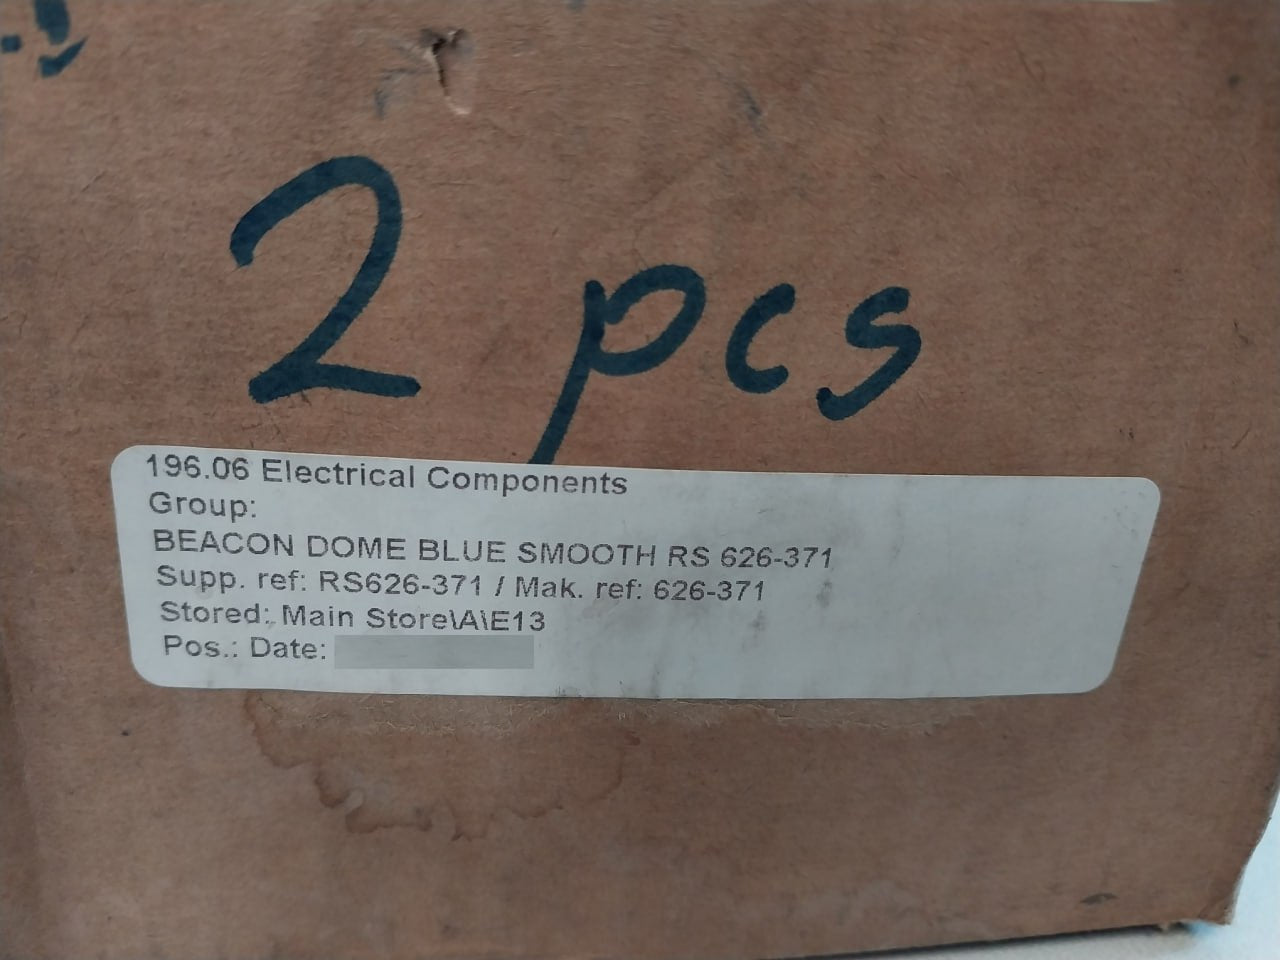 2 pcs
196.06 Electrical Components
Group:
BEACON DOME BLUE SMOOTH RS 626-371
Supp. ref: RS626-371 / Mak. ref: 626-371
Stored: Main Store\A\E13
Pos.: Date: